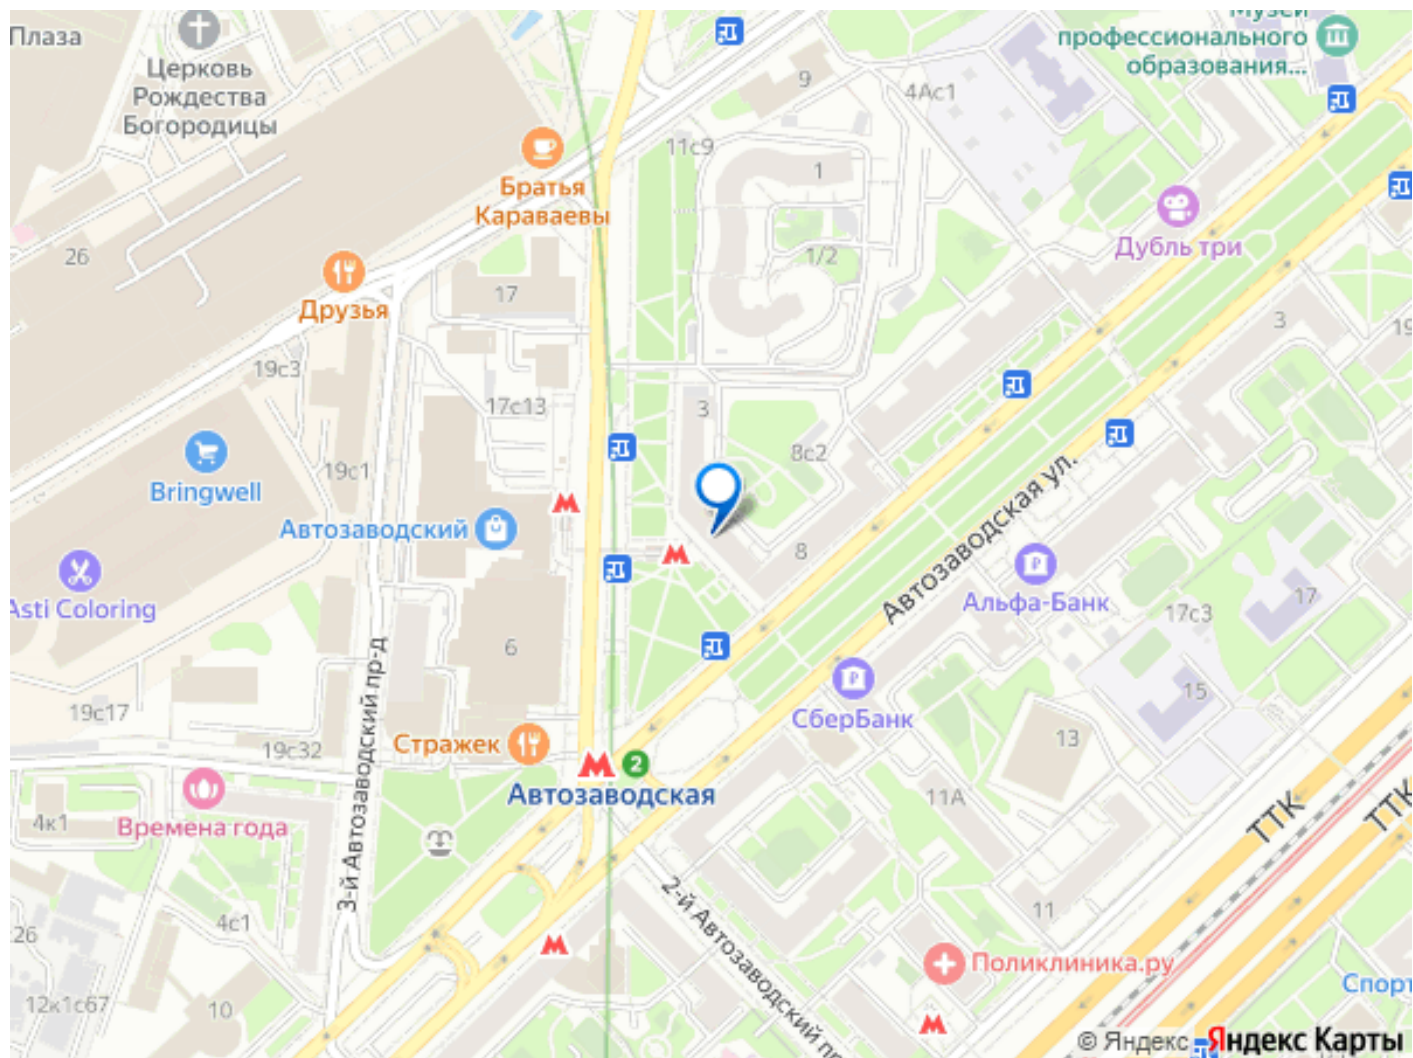 Плаза
Церковь
Рождества
Богородицы
Музей
профессионального
образования...
9
4Ас1
11с9
1
Братья
Караваевы
Дубль три
26
1/2
Друзья
17
3
19
19с3
17с13
3
8с2
19с1
Bringwell
Автозаводский
8
Автозаводская ул.
Альфа-Банк
17
17с3
Asti Coloring
6
15
СберБанк
13
19с17
19с32
Стражек
2
Автозаводская
11А
ТТК
ТТК
4к1
Времена года
3-й Автозаводский пр-д
4с1
2-й Автозаводский пр
11
26
Поликлиника.ру
Спорт
12к1с67
10
© Яндекс
Яндекс Карты